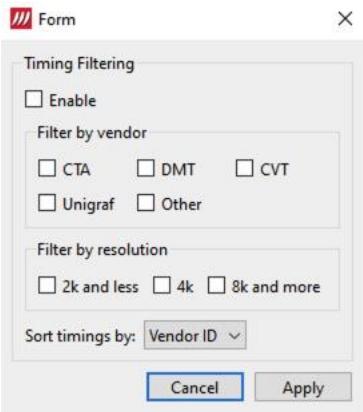 Form
Timing Filtering
Enable
Filter by vendor
CTA DMT CVT
Unigraf Other
Filter by resolution
2k and less 4k 8k and more
Sort timings by: Vendor ID
Cancel Apply